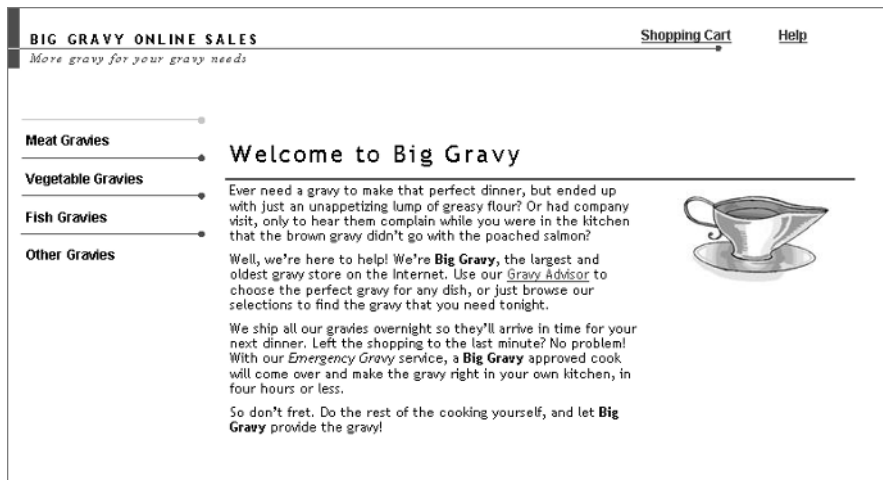 BIG GRAVY ONLINE SALES
More gravy for your gravy needs
Shopping Cart
Help
Meat Gravies
Vegetable Gravies
Fish Gravies
Other Gravies
Welcome to Big Gravy
Ever need a gravy to make that perfect dinner, but ended up
with just an unappetizing lump of greasy flour? Or had company
visit, only to hear them complain while you were in the kitchen
that the brown gravy didn't go with the poached salmon?
Well, we're here to help! We're Big Gravy, the largest and
oldest gravy store on the Internet. Use our Gravy Advisor to
choose the perfect gravy for any dish, or just browse our
selections to find the gravy that you need tonight.
We ship all our gravies overnight so they'll arrive in time for your
next dinner. Left the shopping to the last minute? No problem!
With our Emergency Gravy service, a Big Gravy approved cook
will come over and make the gravy right in your own kitchen, in
four hours or less.
So don't fret. Do the rest of the cooking yourself, and let Big
Gravy provide the gravy!